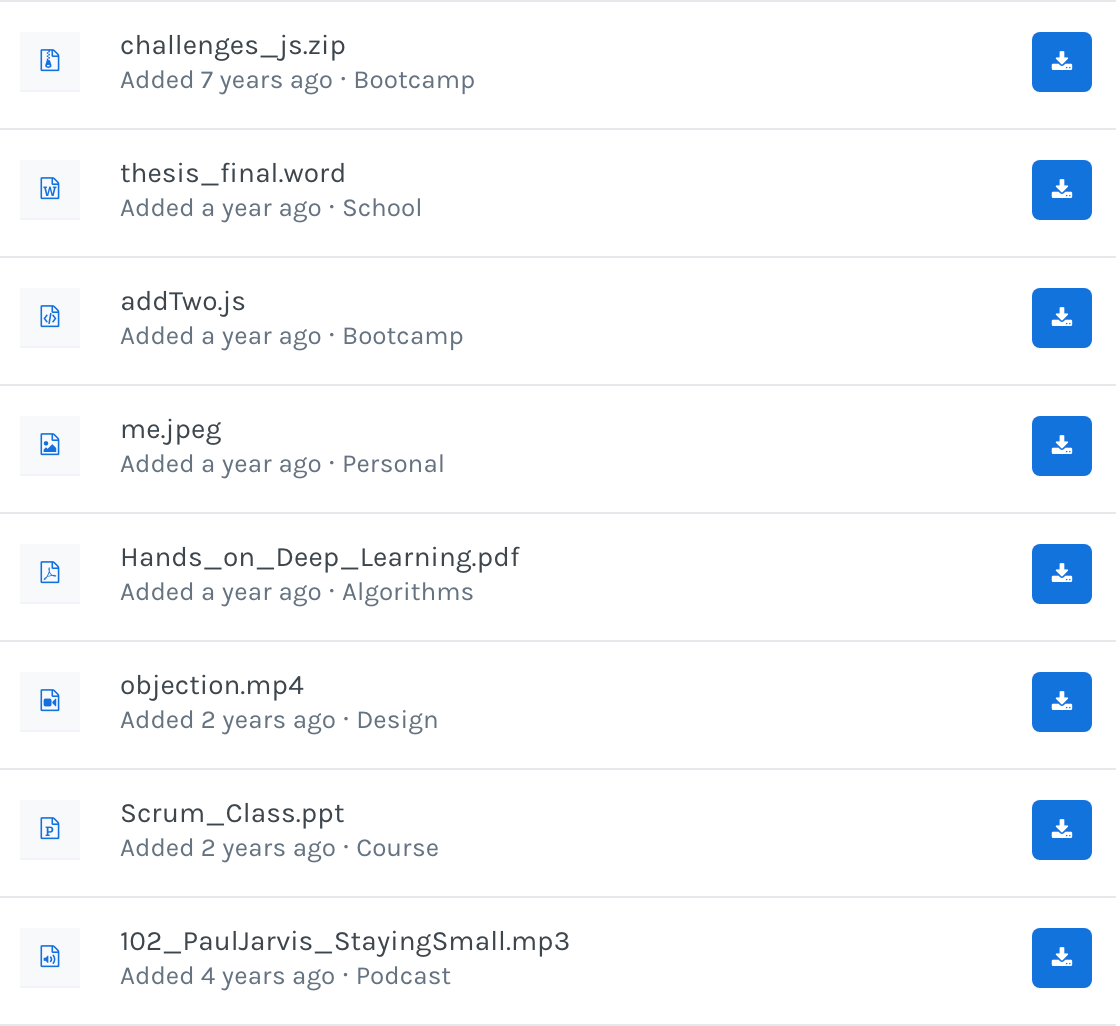 challenges_js.zip
Added 7 years ago · Bootcamp
W
thesis_final.word
Added a year ago · School
addTwo.js
Added a year ago · Bootcamp
me.jpeg
Added a year ago · Personal
Hands_on_Deep_Learning.pdf
Added a year ago · Algorithms
objection.mp4
Added 2 years ago · Design
P
Scrum_Class.ppt
Added 2 years ago · Course
102_PaulJarvis_StayingSmall.mp3
Added 4 years ago · Podcast